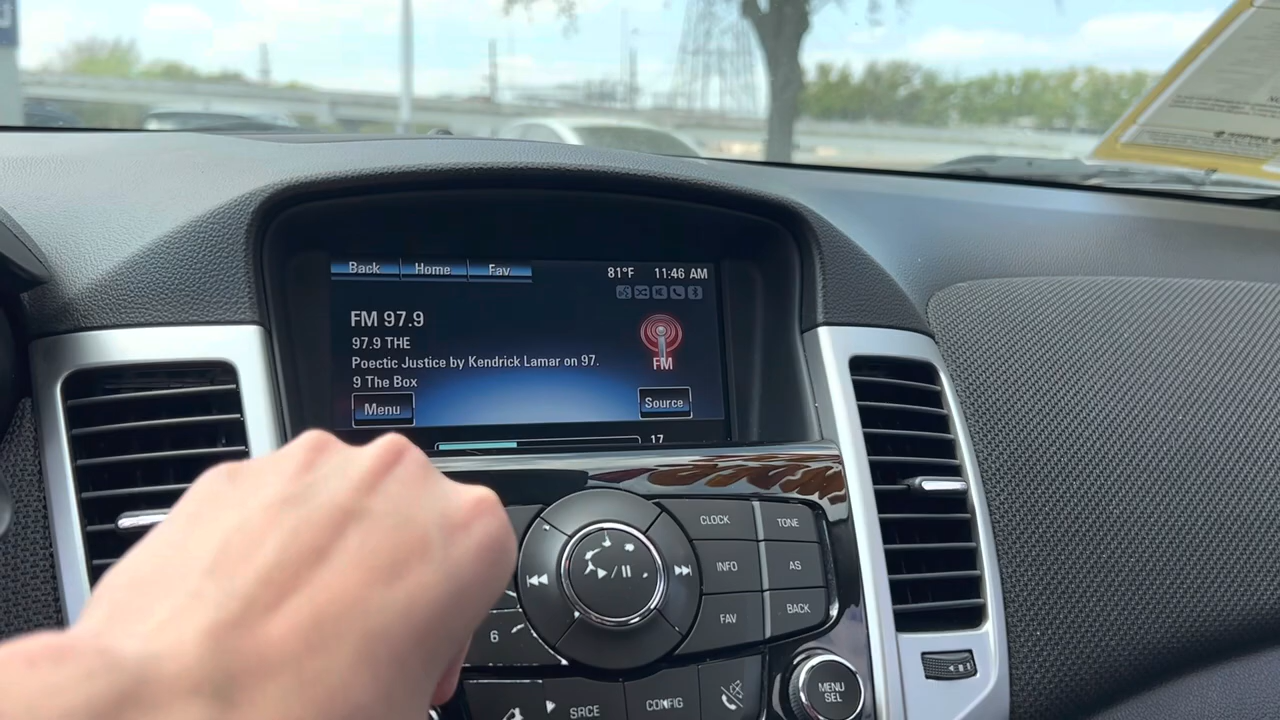 Back Home Fav
81°F 11:46 AM
FM 97.9
97.9 THE
Poectic Justice by Kendrick Lamar on 97.
9 The Box
FM
Menu
Source
17
CLOCK
TONE
INFO
AS
FAV
BACK
6
SRCE
CONFIG
MENU
SEL